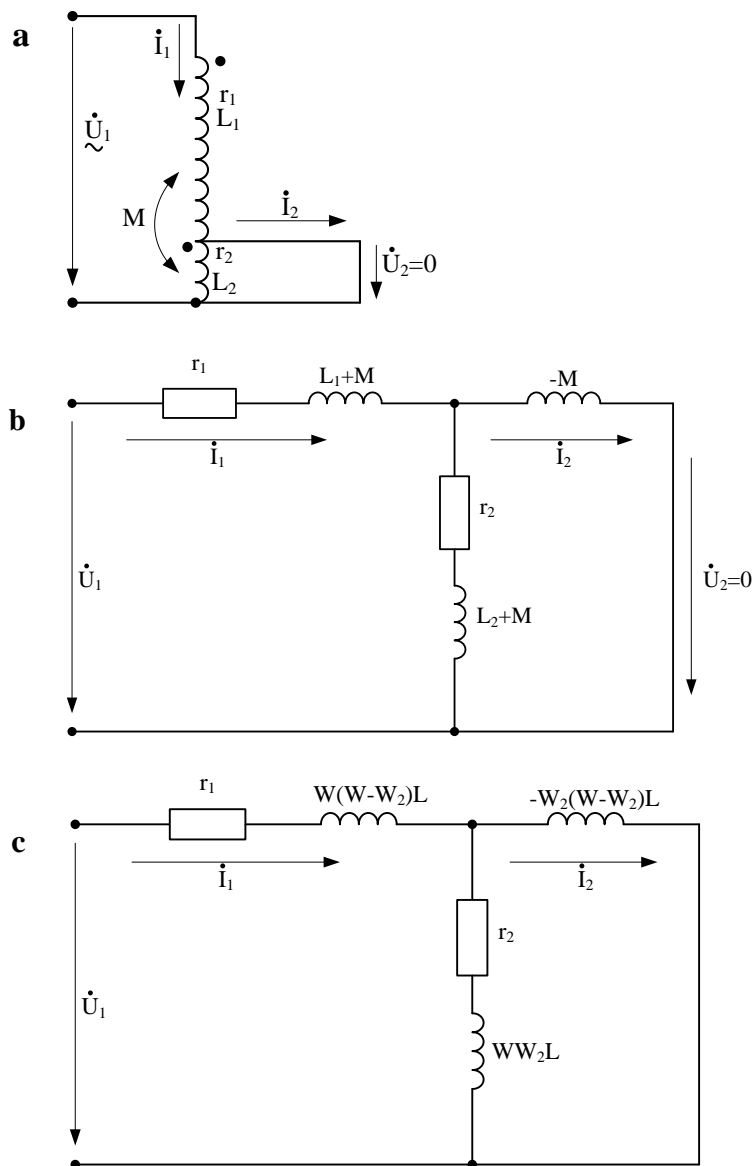 a
İ₁
r₁
L₁
U̇₁
~
M
İ₂
r₂
L₂
U̇₂=0
b
r₁
L₁+M
-M
İ₁
İ₂
r₂
U̇₁
L₂+M
U̇₂=0
c
r₁
W(W-W₂)L
-W₂(W-W₂)L
İ₁
İ₂
r₂
U̇₁
WW₂L